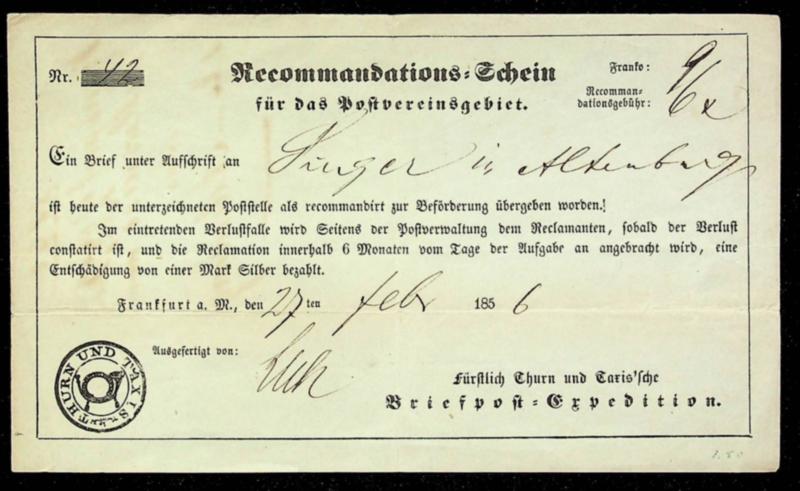 Nr. 42
Recommandations-Schein
für das Postvereinsgebiet.
Franko: 9
Recomman-
dationsgebühr: 6 x
Ein Brief unter Aufschrift an Singer in Altenburg
ist heute der unterzeichneten Poststelle als recommandirt zur Beförderung übergeben worden.
Im eintretenden Verlustfalle wird Seitens der Postverwaltung dem Reclamanten, sobald der Verlust
constatirt ist, und die Reclamation innerhalb 6 Monaten vom Tage der Aufgabe an angebracht wird, eine
Entschädigung von einer Mark Silber bezahlt.
Frankfurt a. M., den 27ten Febr 1856
Ausgefertigt von:
THURN UND TAXIS
Fürstlich Thurn und Taxis'sche
Briefpost-Expedition.